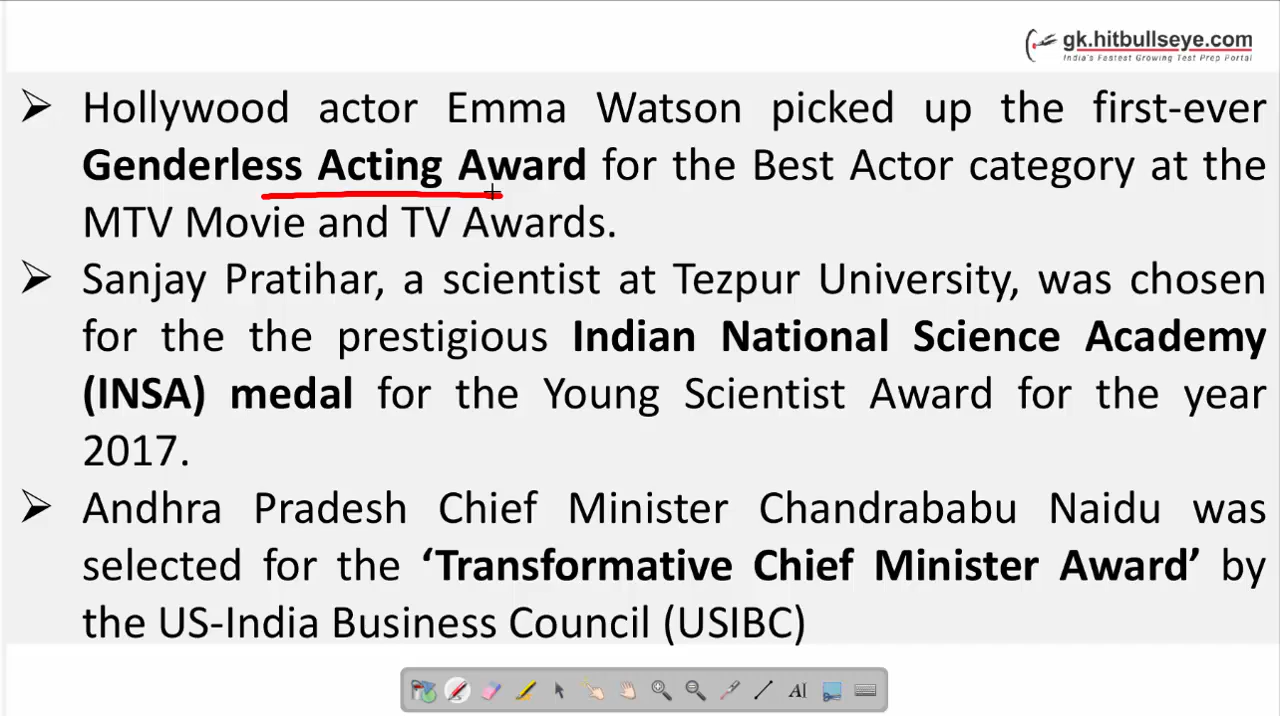 gk.hitbullseye.com
India's Fastest Growing Test Prep Portal
➢ Hollywood actor Emma Watson picked up the first-ever
Genderless Acting Award for the Best Actor category at the
MTV Movie and TV Awards.
➢ Sanjay Pratihar, a scientist at Tezpur University, was chosen
for the the prestigious Indian National Science Academy
(INSA) medal for the Young Scientist Award for the year
2017.
➢ Andhra Pradesh Chief Minister Chandrababu Naidu was
selected for the ‘Transformative Chief Minister Award’ by
the US-India Business Council (USIBC)
AI